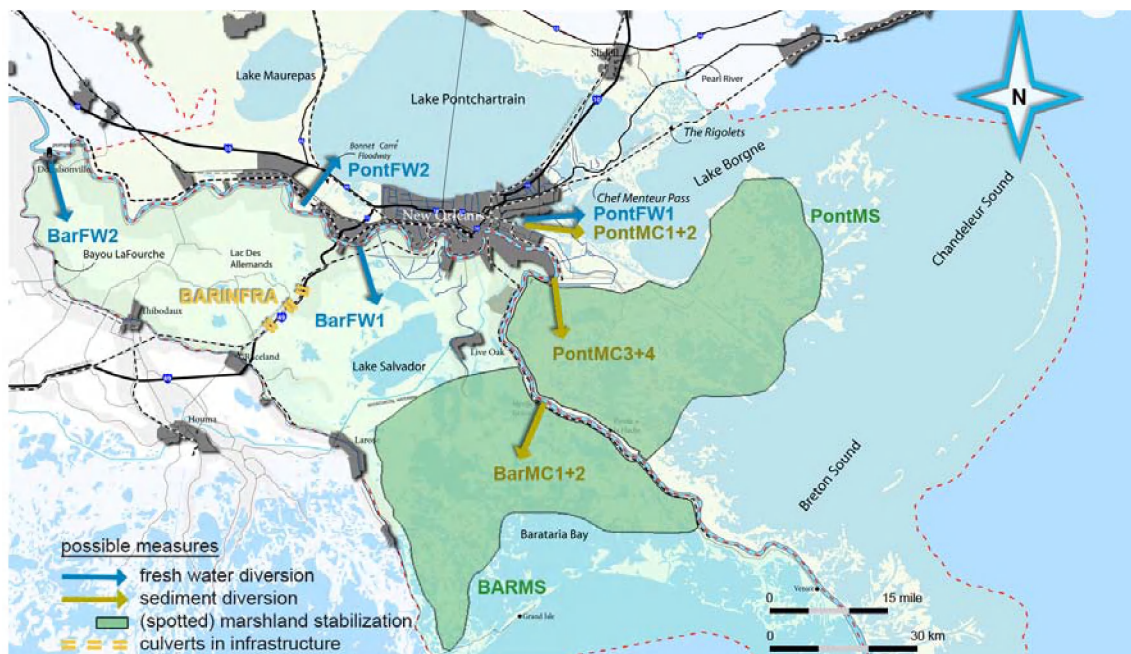 Lake Maurepas
Lake Pontchartrain
Slidell
Pearl River
N
The Rigolets
Bonnet Carré
Floodway
PontFW2
Donaldsonville
Lake Borgne
Chef Menteur Pass
New Orleans
PontFW1
PontMC1+2
PontMS
Chandeleur Sound
BarFW2
Bayou LaFourche
Lac Des
Allemands
BARINFRA
BarFW1
Thibodaux
Raceland
Lake Salvador
Live Oak
PontMC3+4
Houma
Larose
BarMC1+2
Breton Sound
possible measures
fresh water diversion
sediment diversion
(spotted) marshland stabilization
culverts in infrastructure
Barataria Bay
BARMS
Grand Isle
Venice
0 15 mile
0 30 km